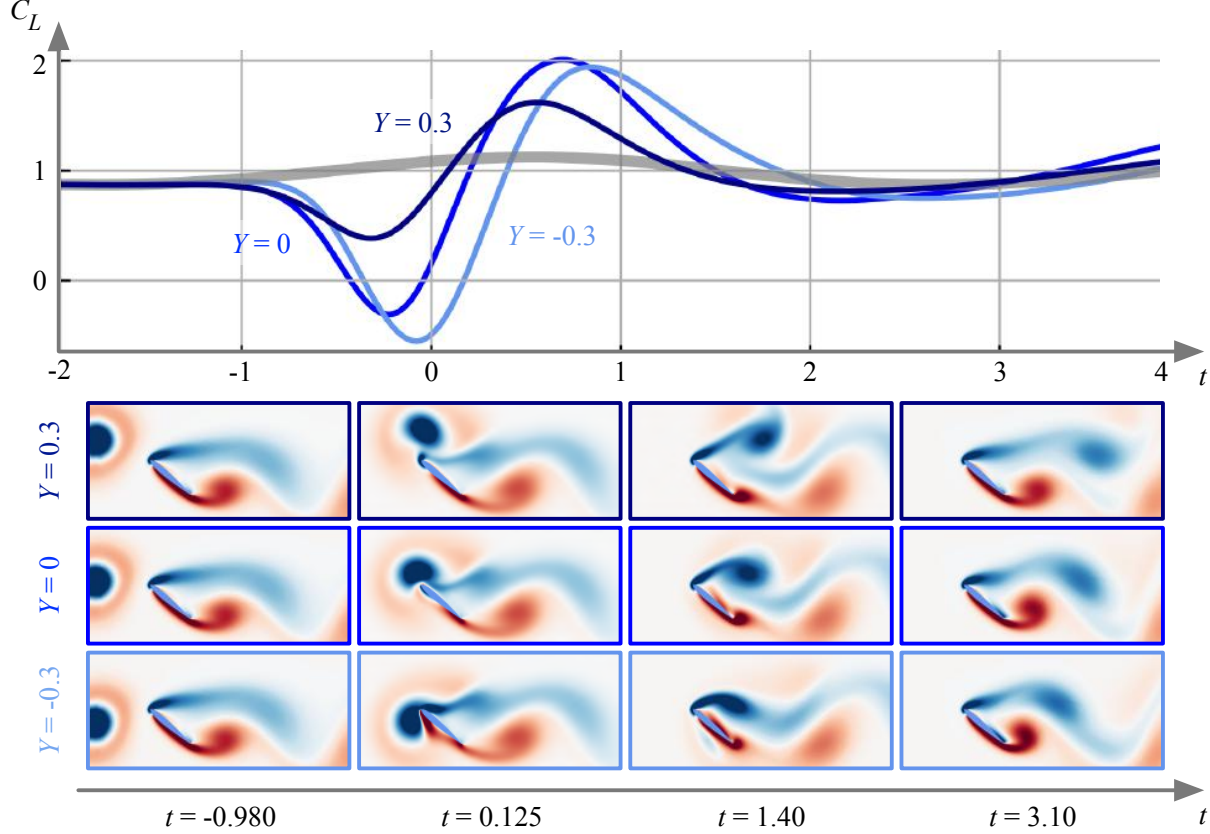 C_L
2
1
0
Y = 0.3
Y = 0
Y = -0.3
-2 -1 0 1 2 3 4 t
Y = 0.3
Y = 0
Y = -0.3
t = -0.980 t = 0.125 t = 1.40 t = 3.10 t